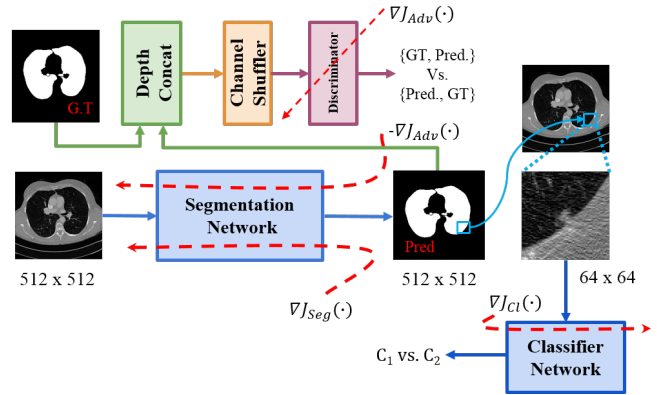 ∇J_Adv(·)
G.T
Depth
Concat
Channel
Shuffler
Discriminator
{GT, Pred.}
Vs.
{Pred., GT}
-∇J_Adv(·)
Segmentation
Network
Pred
512 x 512
512 x 512
64 x 64
∇J_Seg(·)
∇J_Cl(·)
Classifier
Network
C₁ vs. C₂